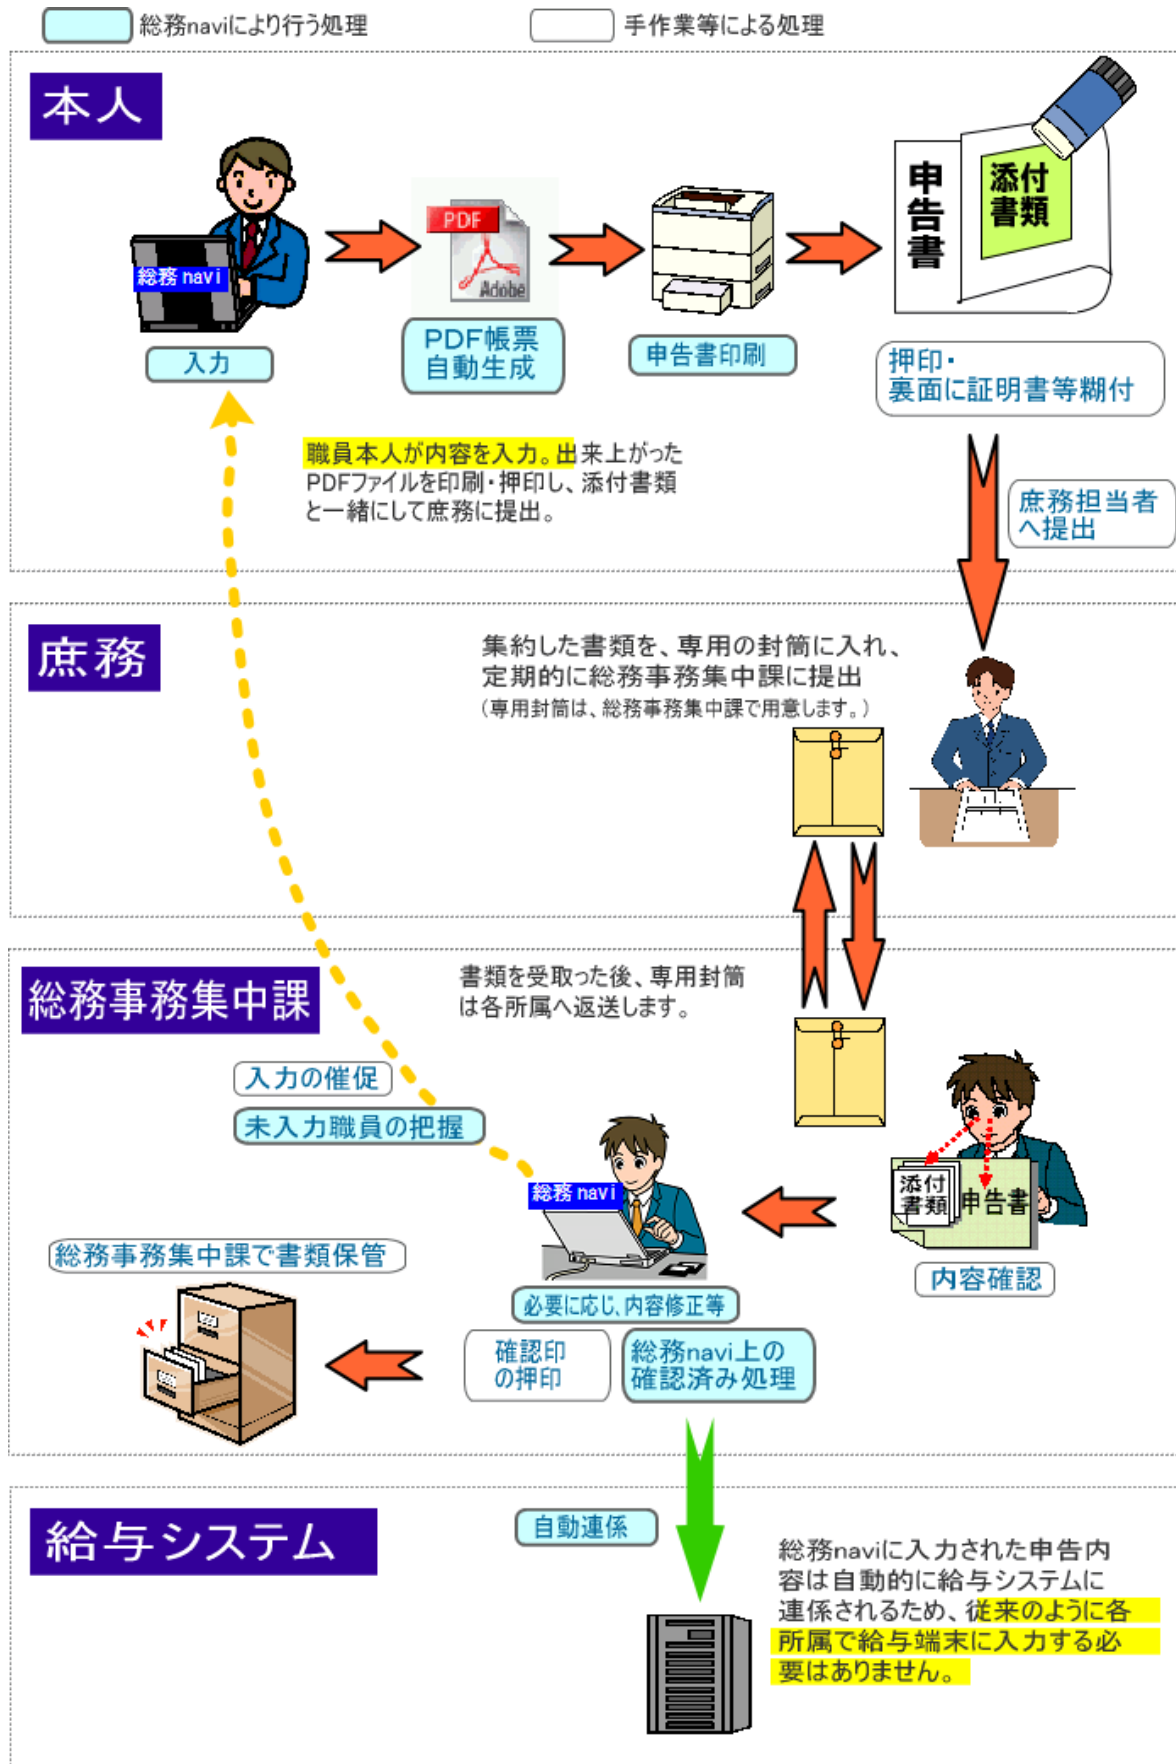 総務naviにより行う処理
手作業等による処理
本人
総務navi
PDF
Adobe
申告書
添付
書類
入力
PDF帳票
自動生成
申告書印刷
押印・
裏面に証明書等糊付
職員本人が内容を入力。出来上がった
PDFファイルを印刷・押印し、添付書類
と一緒にして庶務に提出。
庶務担当者
へ提出
庶務
集約した書類を、専用の封筒に入れ、
定期的に総務事務集中課に提出
（専用封筒は、総務事務集中課で用意します。）
総務事務集中課
書類を受取った後、専用封筒
は各所属へ返送します。
入力の催促
未入力職員の把握
総務navi
添付
書類
申告書
内容確認
総務事務集中課で書類保管
必要に応じ、内容修正等
確認印
の押印
総務navi上の
確認済み処理
給与システム
自動連係
総務naviに入力された申告内
容は自動的に給与システムに
連係されるため、従来のように各
所属で給与端末に入力する必
要はありません。